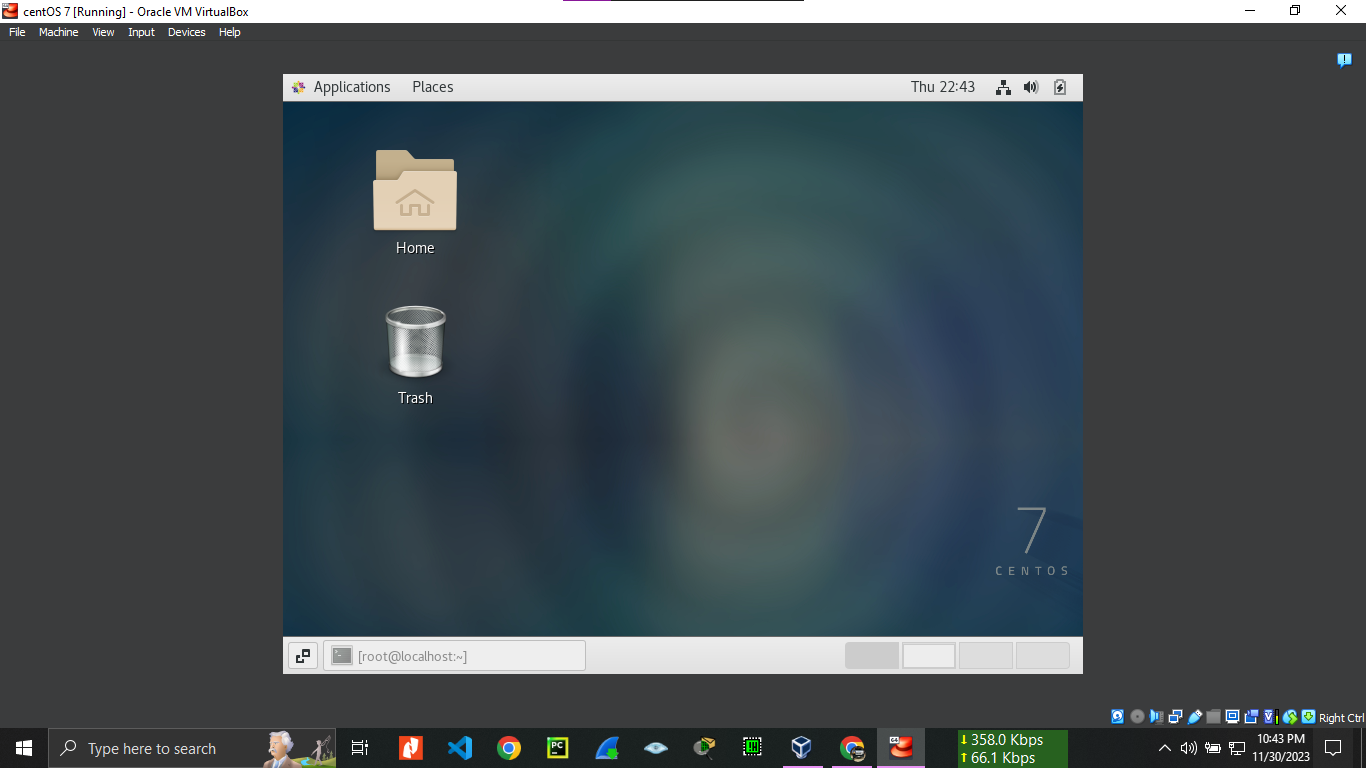 centOS 7 [Running] - Oracle VM VirtualBox
File Machine View Input Devices Help
Applications Places Thu 22:43
Home
Trash
7
CENTOS
[root@localhost:~]
Right Ctrl
Type here to search
PC
358.0 Kbps
66.1 Kbps
10:43 PM
11/30/2023